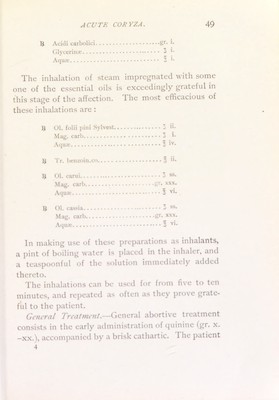 ACUTE CORYZA. 49
℞ Acidi carbolici....................gr. i.
Glycerinæ....................... ʒ i.
Aquæ.......................... ℥ i.
The inhalation of steam impregnated with some
one of the essential oils is exceedingly grateful in
this stage of the affection. The most efficacious of
these inhalations are :
℞ Ol. folii pini Sylvest.............. ʒ ii.
Mag. carb....................... ʒ i.
Aquæ.......................... ℥ iv.
℞ Tr. benzoin.co.................... ℥ ii.
℞ Ol. carui......................... ʒ ss.
Mag. carb....................gr. xxx.
Aquæ.......................... ℥ vi.
℞ Ol. cassia........................ ʒ ss.
Mag. carb....................gr. xxx.
Aquæ.......................... ℥ vi.
In making use of these preparations as inhalants,
a pint of boiling water is placed in the inhaler, and
a teaspoonful of the solution immediately added
thereto.
The inhalations can be used for from five to ten
minutes, and repeated as often as they prove grate-
ful to the patient.
General Treatment.—General abortive treatment
consists in the early administration of quinine (gr. x.
-xx.), accompanied by a brisk cathartic. The patient
4